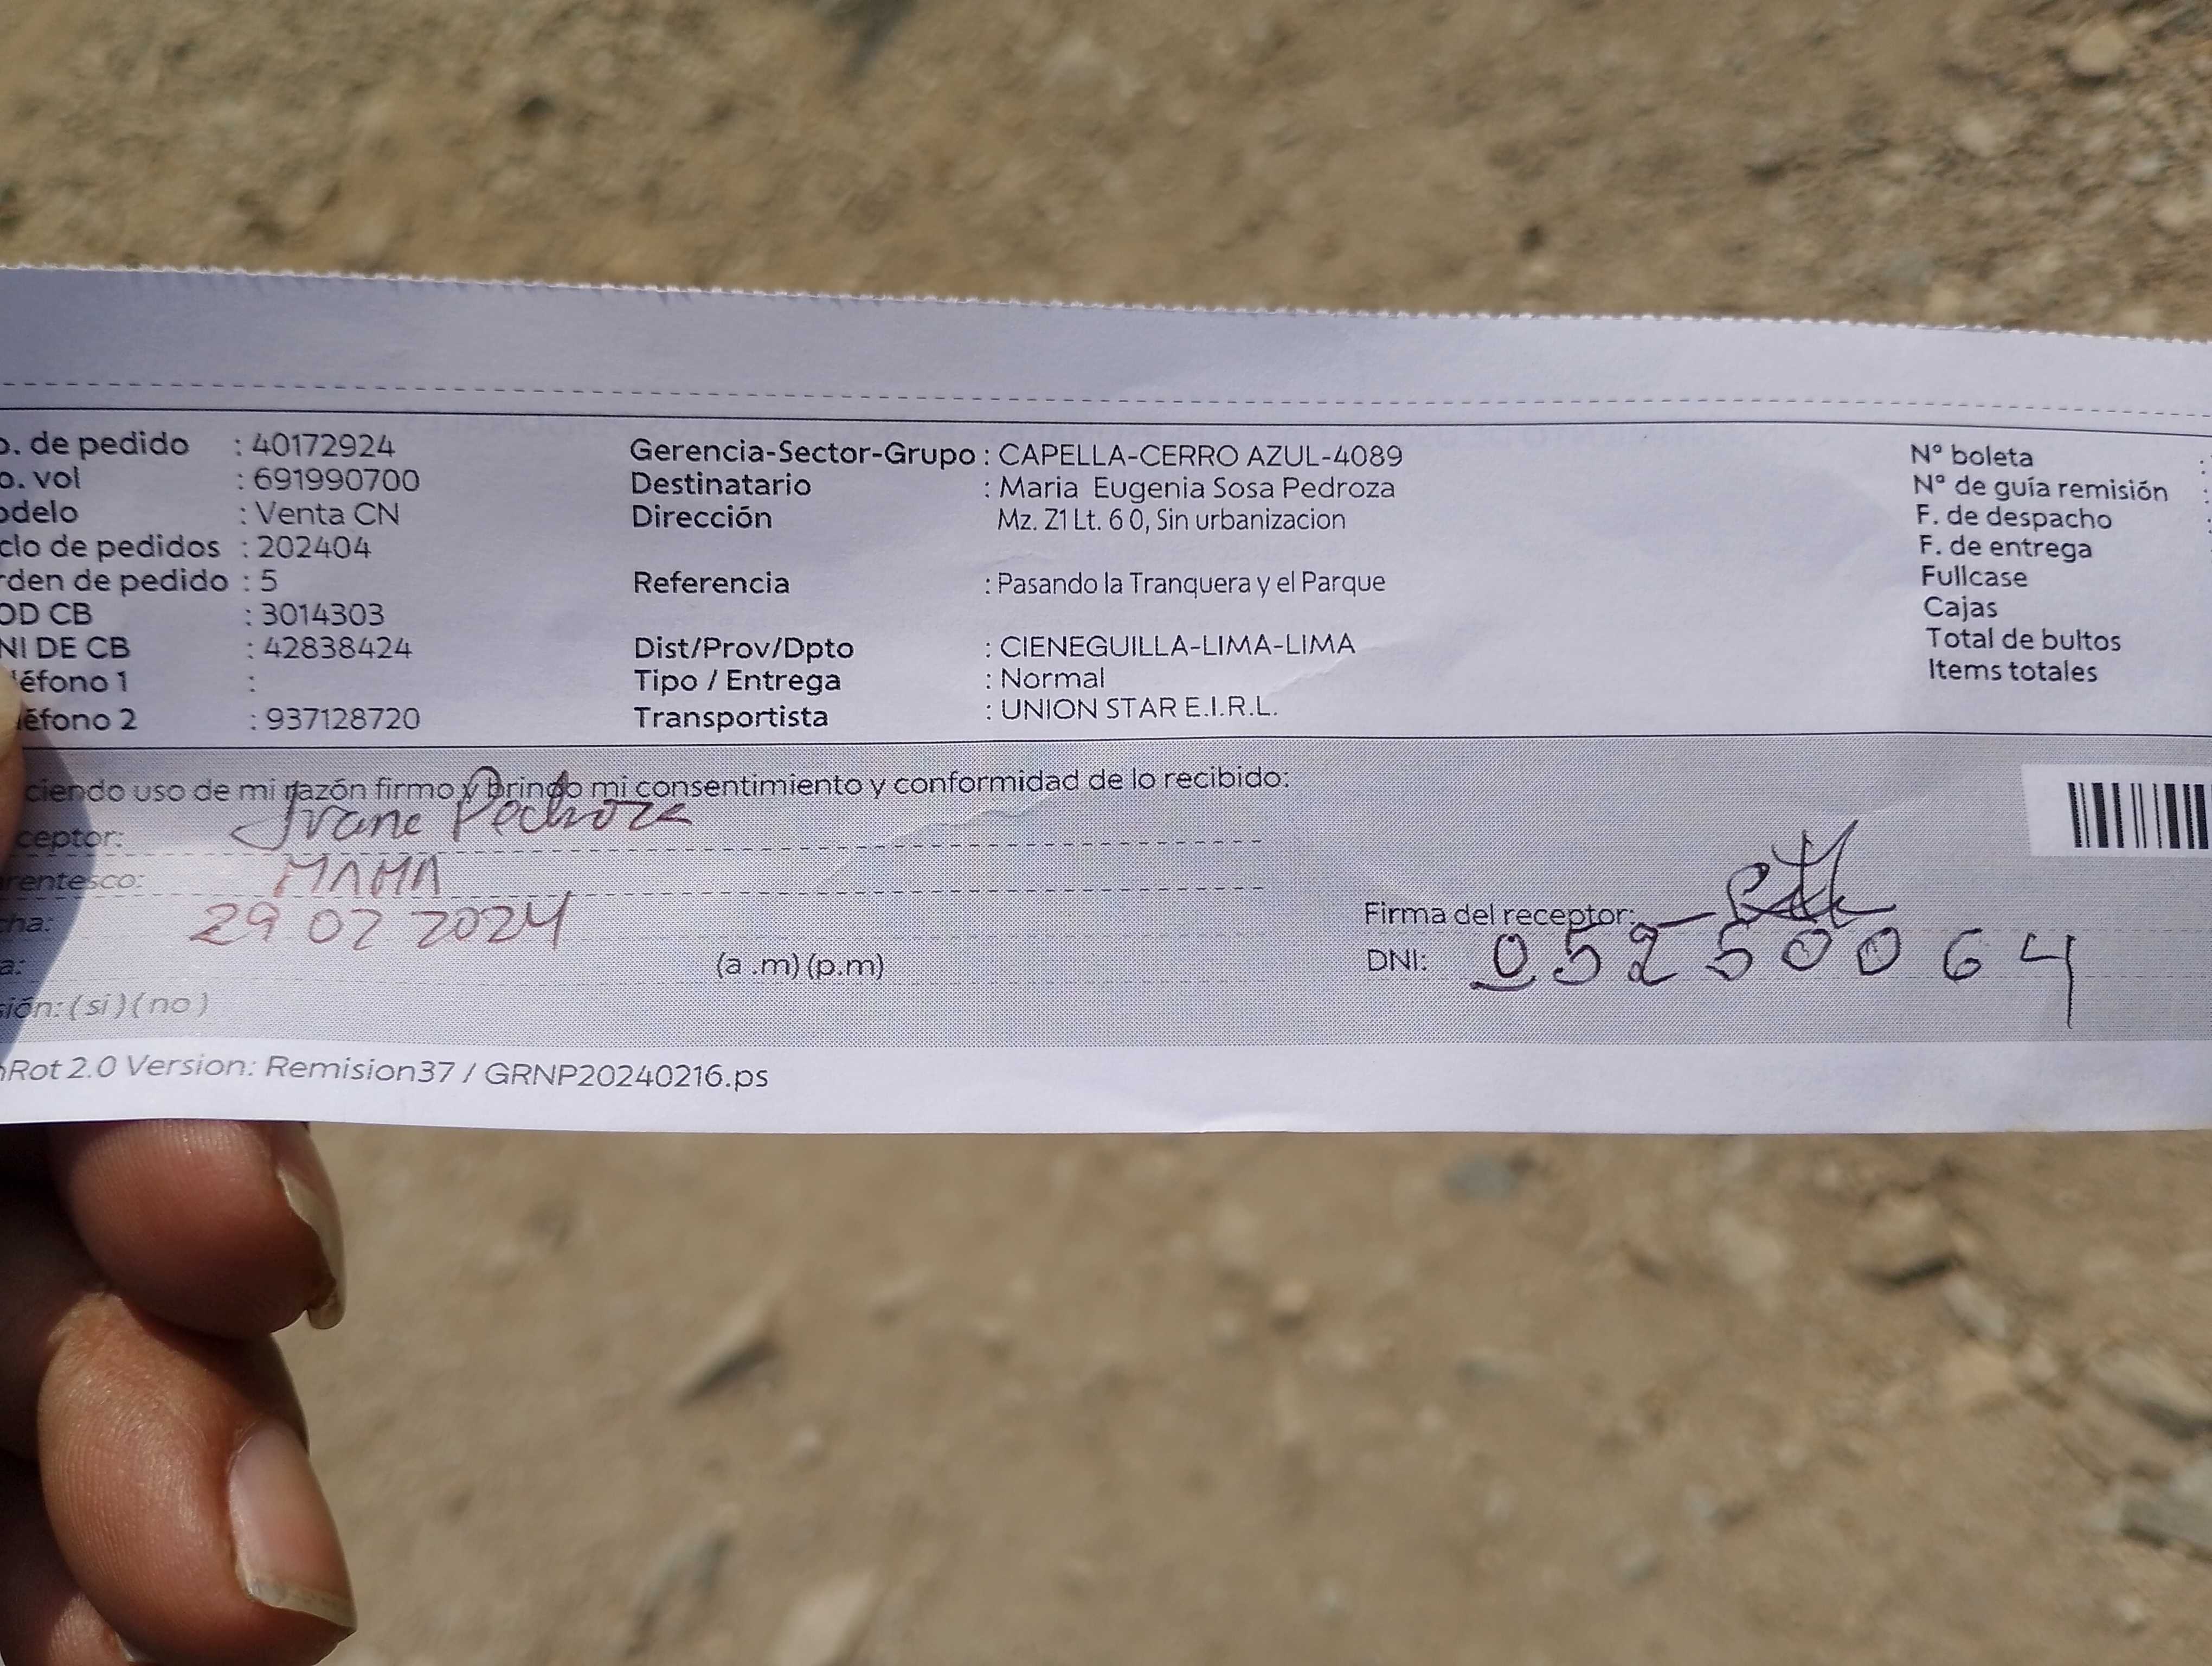 o. de pedido : 40172924
o. vol : 691990700
odelo : Venta CN
clo de pedidos : 202404
rden de pedido : 5
OD CB : 3014303
NI DE CB : 42838424
léfono 1 :
léfono 2 : 937128720
Gerencia-Sector-Grupo : CAPELLA-CERRO AZUL-4089
Destinatario : Maria Eugenia Sosa Pedroza
Dirección Mz. Z1 Lt. 6 0, Sin urbanizacion
Referencia : Pasando la Tranquera y el Parque
Dist/Prov/Dpto : CIENEGUILLA-LIMA-LIMA
Tipo / Entrega : Normal
Transportista : UNION STAR E.I.R.L.
N° boleta :
N° de guía remisión :
F. de despacho :
F. de entrega
Fullcase
Cajas
Total de bultos
Items totales
ciendo uso de mi razón firmo y brindo mi consentimiento y conformidad de lo recibido:
ceptor: Pedroza
rentesco: MAMA
cha: 29 02 2024
a: (a .m) (p.m)
sión: ( si ) ( no )
Firma del receptor:
DNI: 05250064
oRot 2.0 Version: Remision37 / GRNP20240216.ps